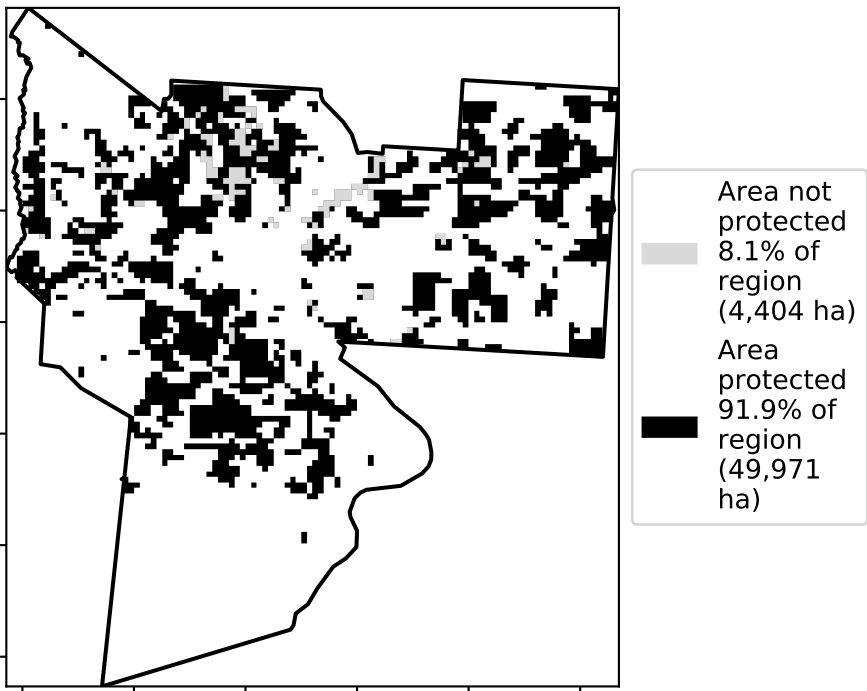 Area not
protected
8.1% of
region
(4,404 ha)
Area
protected
91.9% of
region
(49,971
ha)